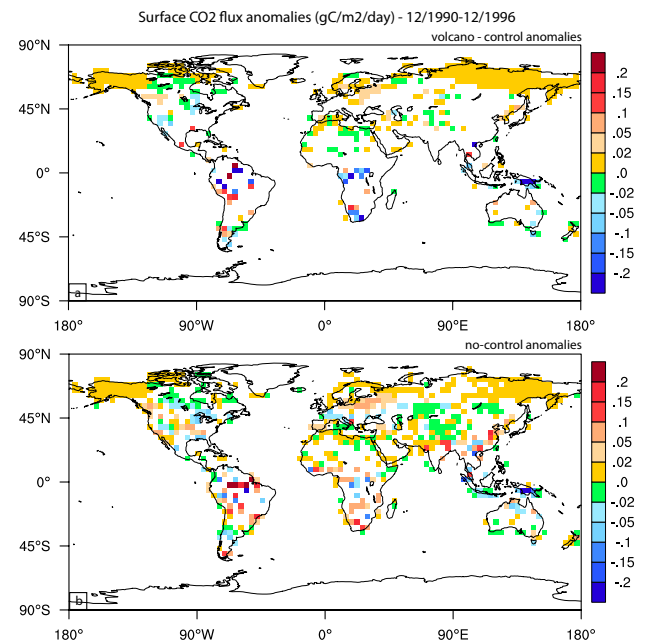 Surface CO2 flux anomalies (gC/m2/day) - 12/1990-12/1996
volcano - control anomalies
90°N
45°N
0°
45°S
90°S
a
180°
90°W
0°
90°E
180°
.2
.15
.1
.05
.02
.0
-.02
-.05
-.1
-.15
-.2
no-control anomalies
90°N
45°N
0°
45°S
90°S
b
180°
90°W
0°
90°E
180°
.2
.15
.1
.05
.02
.0
-.02
-.05
-.1
-.15
-.2